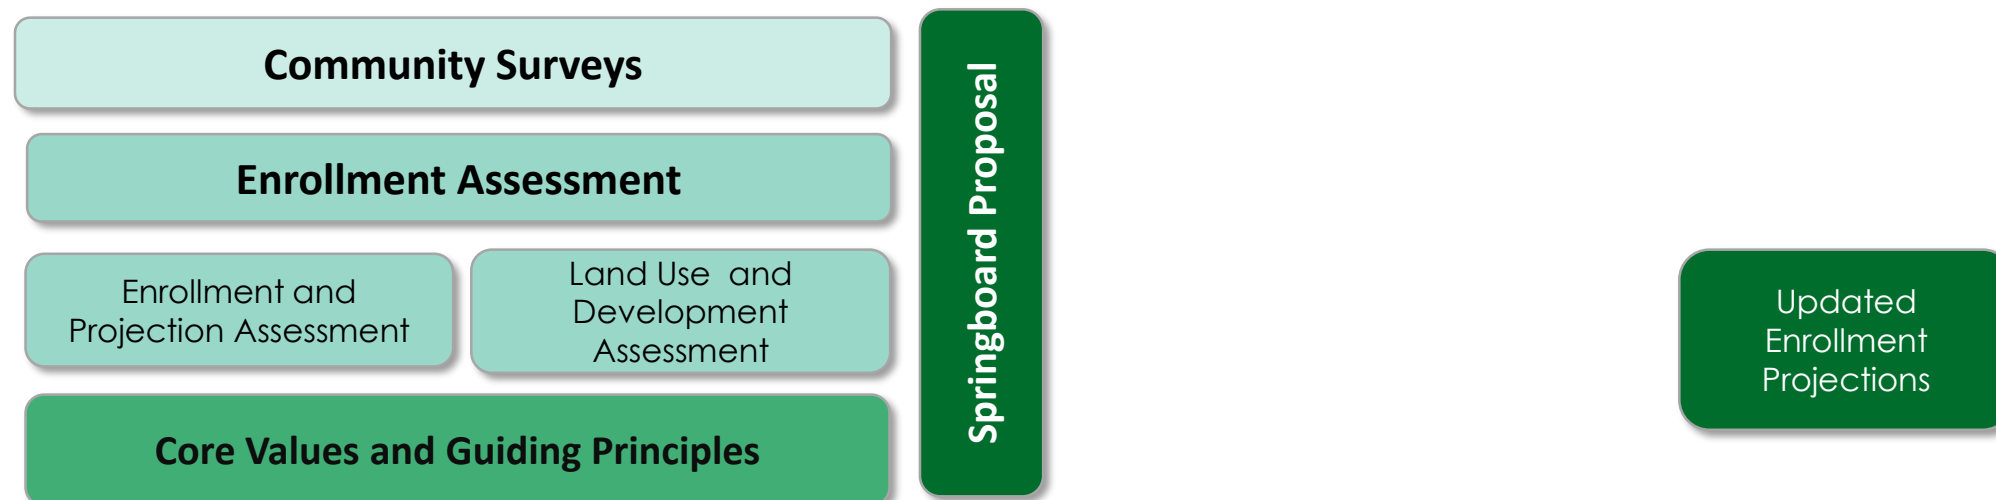 Community Surveys
Enrollment Assessment
Enrollment and
Projection Assessment
Land Use  and
Development
Assessment
Core Values and Guiding Principles
Springboard Proposal
Updated
Enrollment
Projections